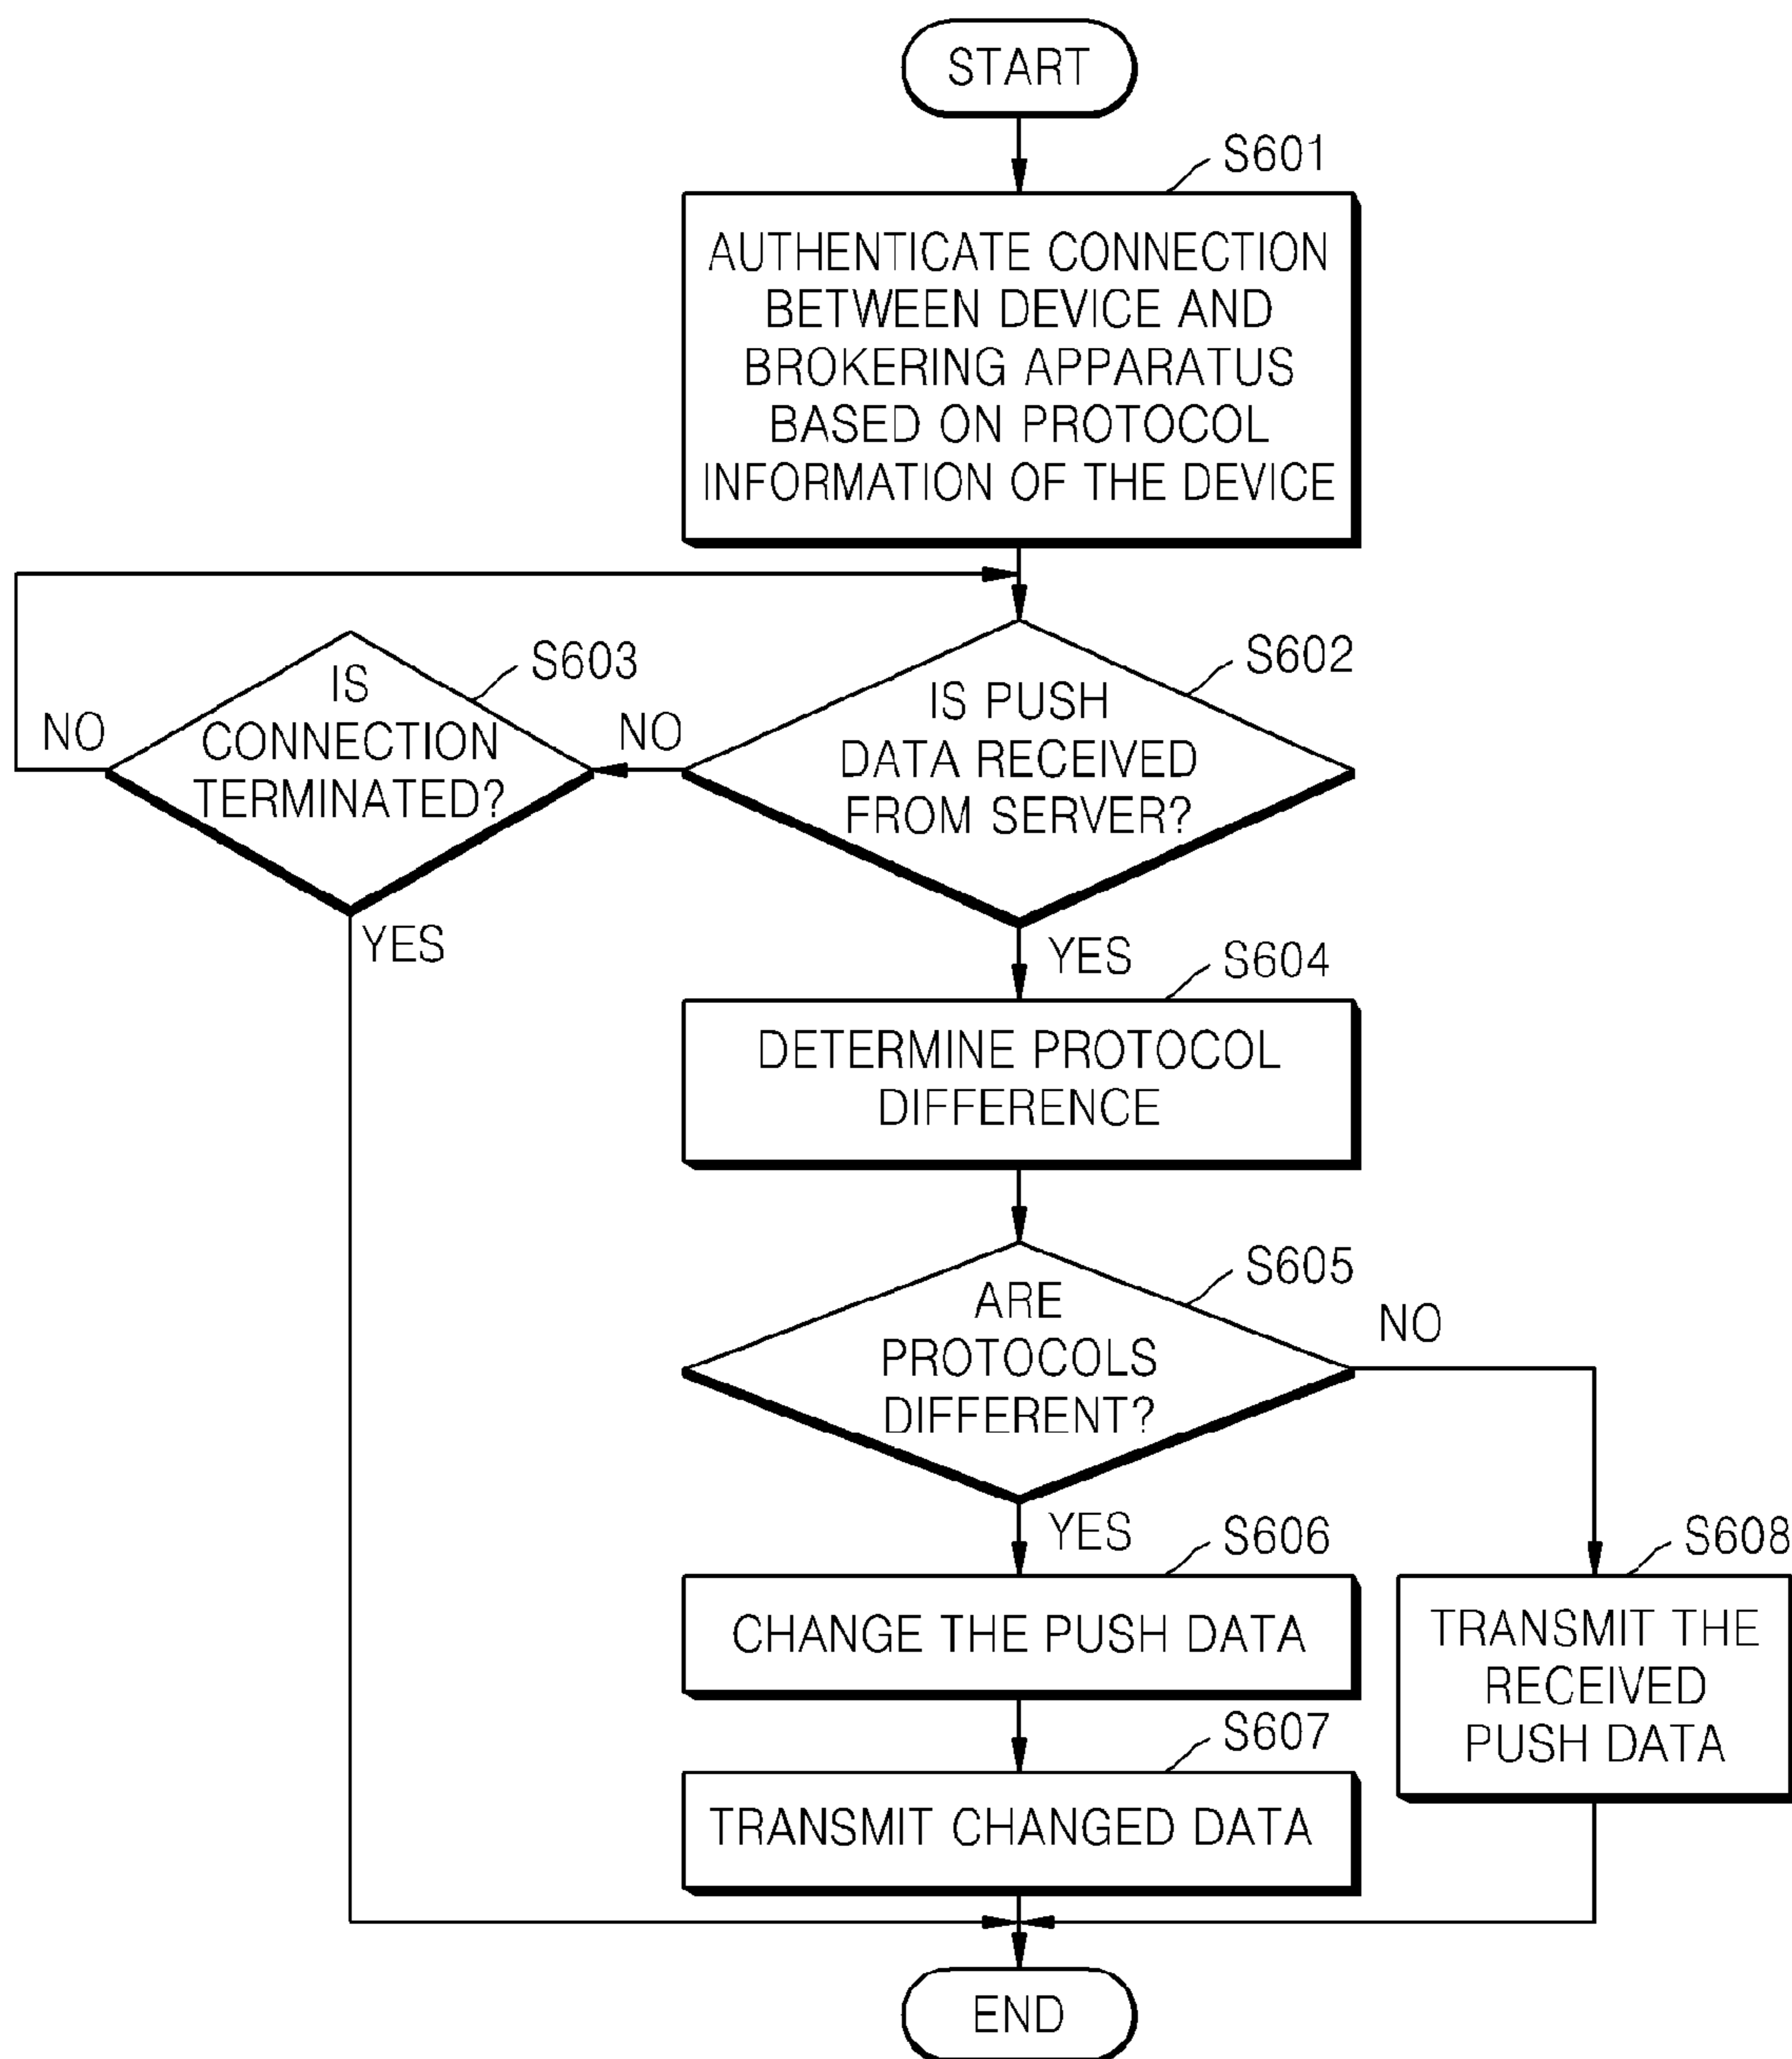 START
S601
AUTHENTICATE CONNECTION
BETWEEN DEVICE AND
BROKERING APPARATUS
BASED ON PROTOCOL
INFORMATION OF THE DEVICE
S603
IS
CONNECTION
TERMINATED?
NO
YES
NO
S602
IS PUSH
DATA RECEIVED
FROM SERVER?
YES
S604
DETERMINE PROTOCOL
DIFFERENCE
S605
ARE
PROTOCOLS
DIFFERENT?
NO
YES
S606
CHANGE THE PUSH DATA
S608
TRANSMIT THE
RECEIVED
PUSH DATA
S607
TRANSMIT CHANGED DATA
END